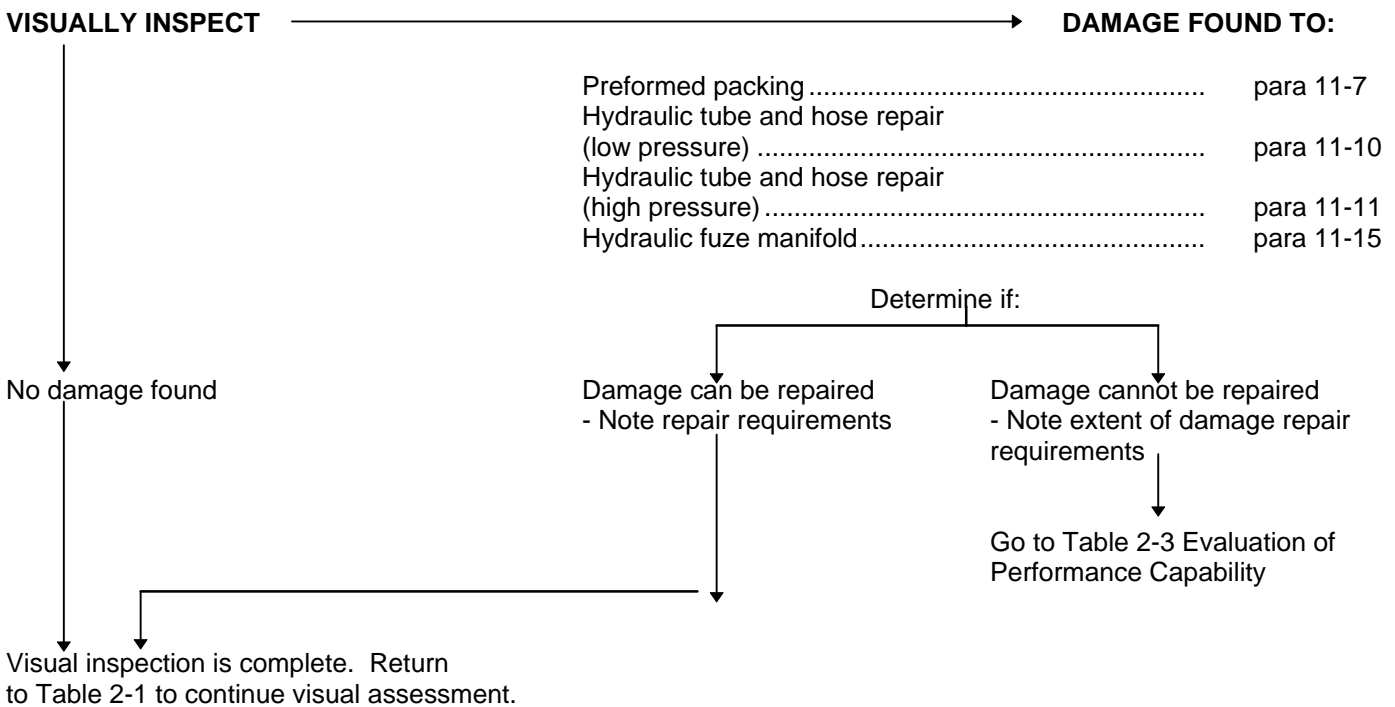 VISUALLY INSPECT
DAMAGE FOUND TO:
Preformed packing ..................................................... para 11-7
Hydraulic tube and hose repair
(low pressure) ............................................................ para 11-10
Hydraulic tube and hose repair
(high pressure) ........................................................... para 11-11
Hydraulic fuze manifold .............................................. para 11-15
Determine if:
No damage found
Damage can be repaired
- Note repair requirements
Damage cannot be repaired
- Note extent of damage repair
requirements
Go to Table 2-3 Evaluation of
Performance Capability
Visual inspection is complete.  Return
to Table 2-1 to continue visual assessment.